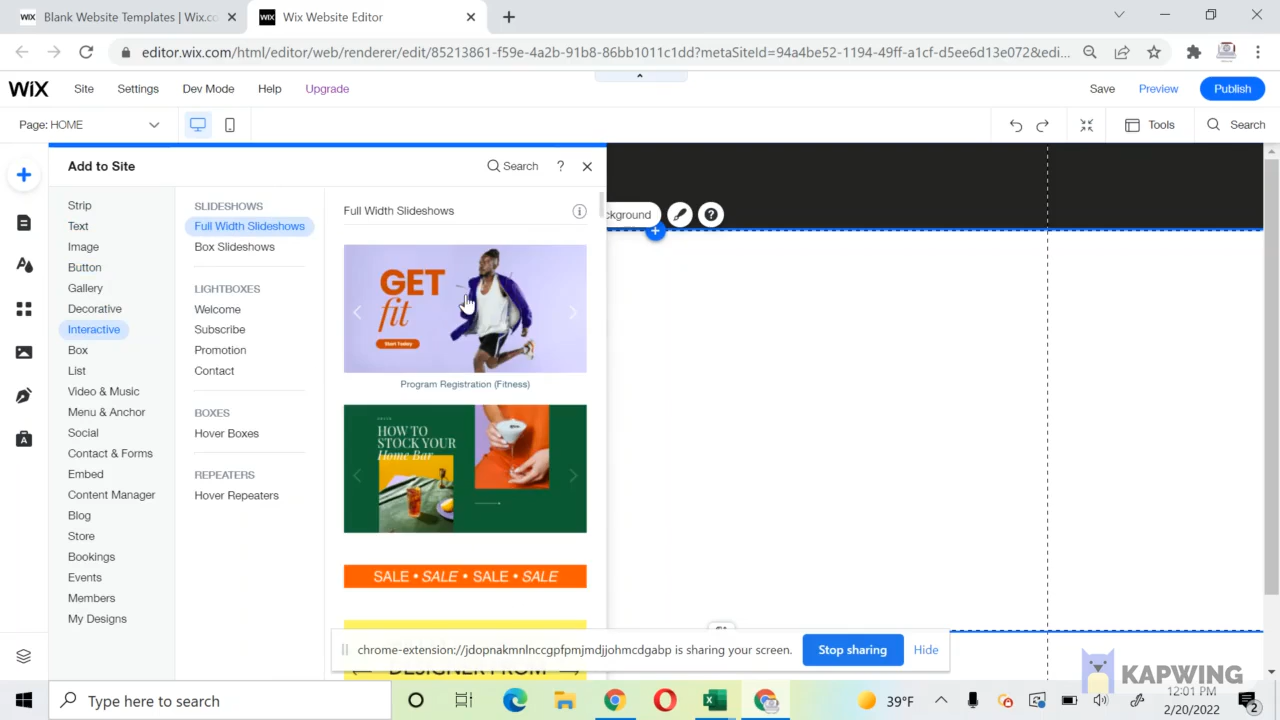 Blank Website Templates | Wix.co
WIX
Wix Website Editor
editor.wix.com/html/editor/web/renderer/edit/85213861-f59e-4a2b-91b8-86bb1011c1dd?metaSiteId=94a4be52-1194-49ff-a1cf-d5ee6d13e072&edi...
WiX
Site
Settings
Dev Mode
Help
Upgrade
Save
Preview
Publish
Page: HOME
Tools
Search
Add to Site
Search
?
Strip
Text
Image
Button
Gallery
Decorative
Interactive
Box
List
Video & Music
Menu & Anchor
Social
Contact & Forms
Embed
Content Manager
Blog
Store
Bookings
Events
Members
My Designs
SLIDESHOWS
Full Width Slideshows
Box Slideshows
LIGHTBOXES
Welcome
Subscribe
Promotion
Contact
BOXES
Hover Boxes
REPEATERS
Hover Repeaters
Full Width Slideshows
GET
fit
Start Today
Program Registration (Fitness)
HOW TO
STOCK YOUR
Home Bar
SALE • SALE • SALE • SALE
ckground
?
chrome-extension://jdopnakmnlnccgpfpmjmdjjohmcdgabp is sharing your screen.
Stop sharing
Hide
KAPWING
Type here to search
39°F
12:01 PM
2/20/2022
2